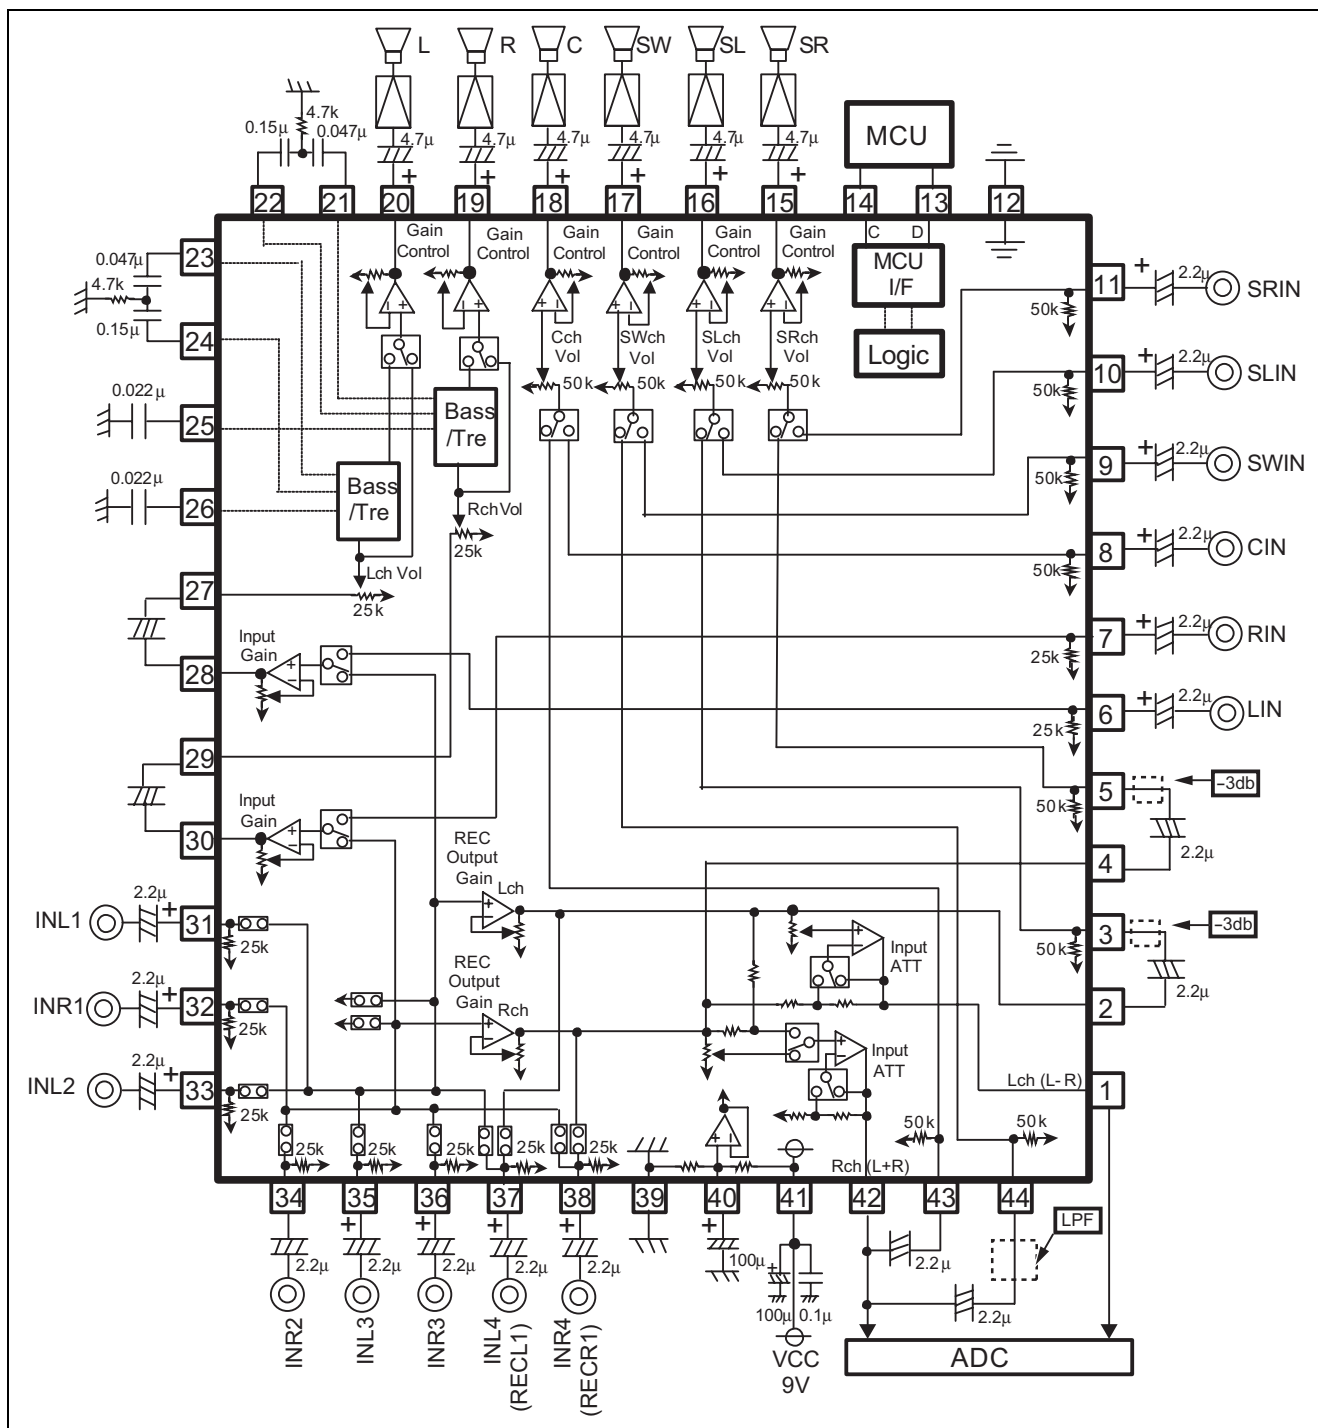 L R C SW SL SR
4.7k
0.15μ 0.047μ
4.7μ 4.7μ 4.7μ 4.7μ 4.7μ 4.7μ
MCU
+ + + + + +
22 21 20 19 18 17 16 15 14 13 12
C D
Gain Control
Gain Control
Gain Control
Gain Control
Gain Control
Gain Control
MCU
I/F
Logic
23
0.047μ
4.7k
0.15μ
24
0.022μ
25
0.022μ
26
11 + 2.2μ SRIN
50k
10 + 2.2μ SLIN
50k
9 + 2.2μ SWIN
50k
8 + 2.2μ CIN
50k
7 + 2.2μ RIN
25k
6 + 2.2μ LIN
25k
Cch
Vol
SWch
Vol
SLch
Vol
SRch
Vol
50k 50k 50k 50k
Bass
/Tre
Bass
/Tre
RchVol
25k
Lch Vol
25k
27
Input
Gain
28
29
Input
Gain
30
5
–3db
50k
2.2μ
4
3
–3db
50k
2.2μ
2
REC
Output
Gain
Lch
REC
Output
Gain
Rch
Input
ATT
Input
ATT
INL1 2.2μ + 31
25k
INR1 2.2μ + 32
25k
INL2 2.2μ + 33
25k
Lch (L-R)
1
25k 25k 25k 25k 25k
50k 50k
Rch (L+R)
34 35 36 37 38 39 40 41 42 43 44
+ + + + +
2.2μ 2.2μ 2.2μ 2.2μ 2.2μ
100μ
+
100μ 0.1μ
2.2μ
LPF
2.2μ
INR2
INL3
INR3
INL4
(RECL1)
INR4
(RECR1)
VCC
9V
ADC